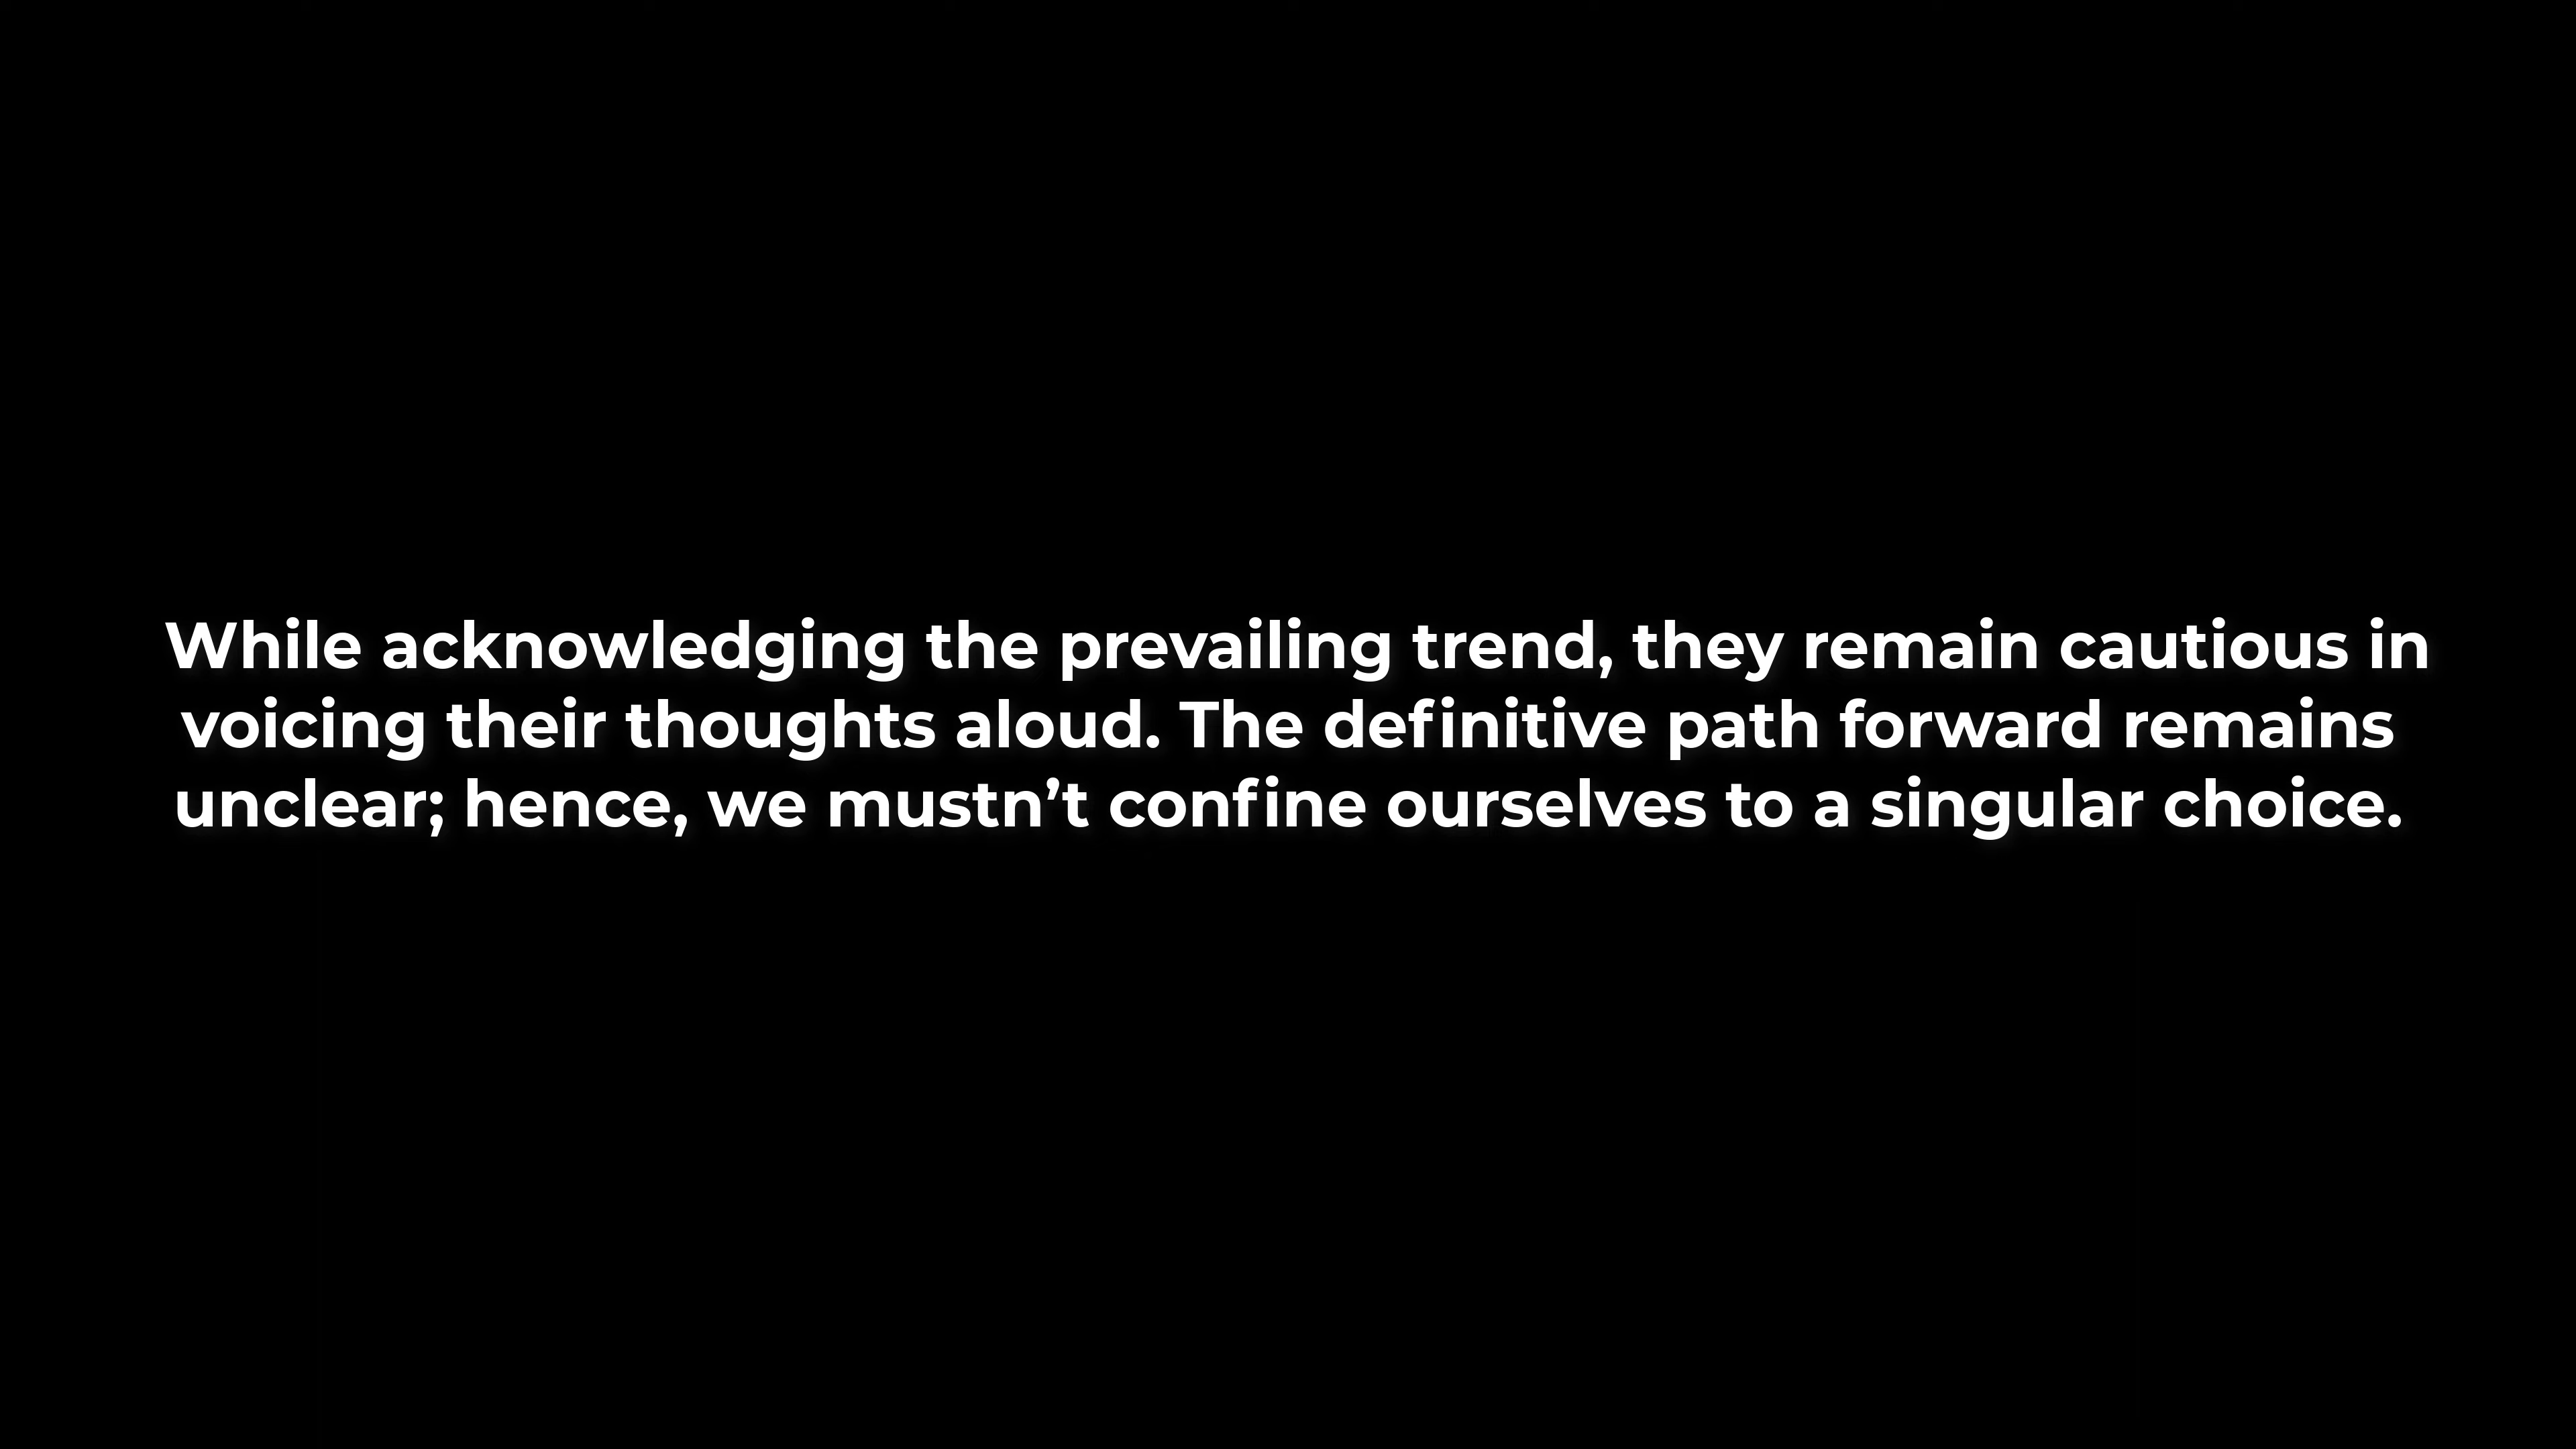 While acknowledging the prevailing trend, they remain cautious in
voicing their thoughts aloud. The definitive path forward remains
unclear; hence, we mustn’t confine ourselves to a singular choice.